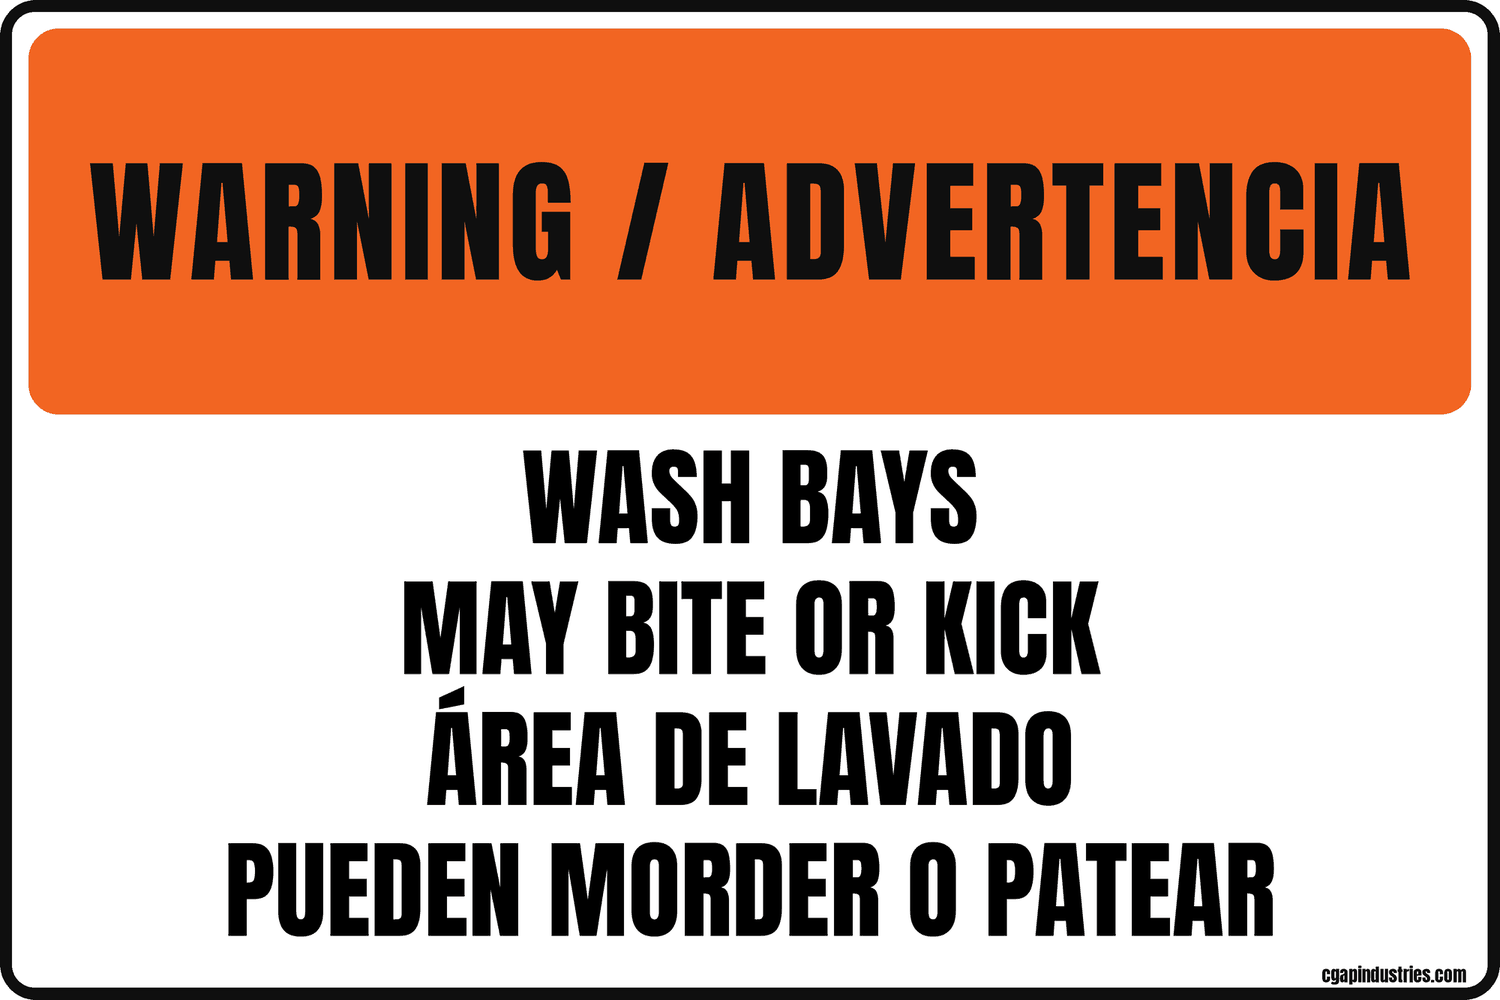 WARNING / ADVERTENCIA
WASH BAYS
MAY BITE OR KICK
ÁREA DE LAVADO
PUEDEN MORDER O PATEAR
cgapindustries.com